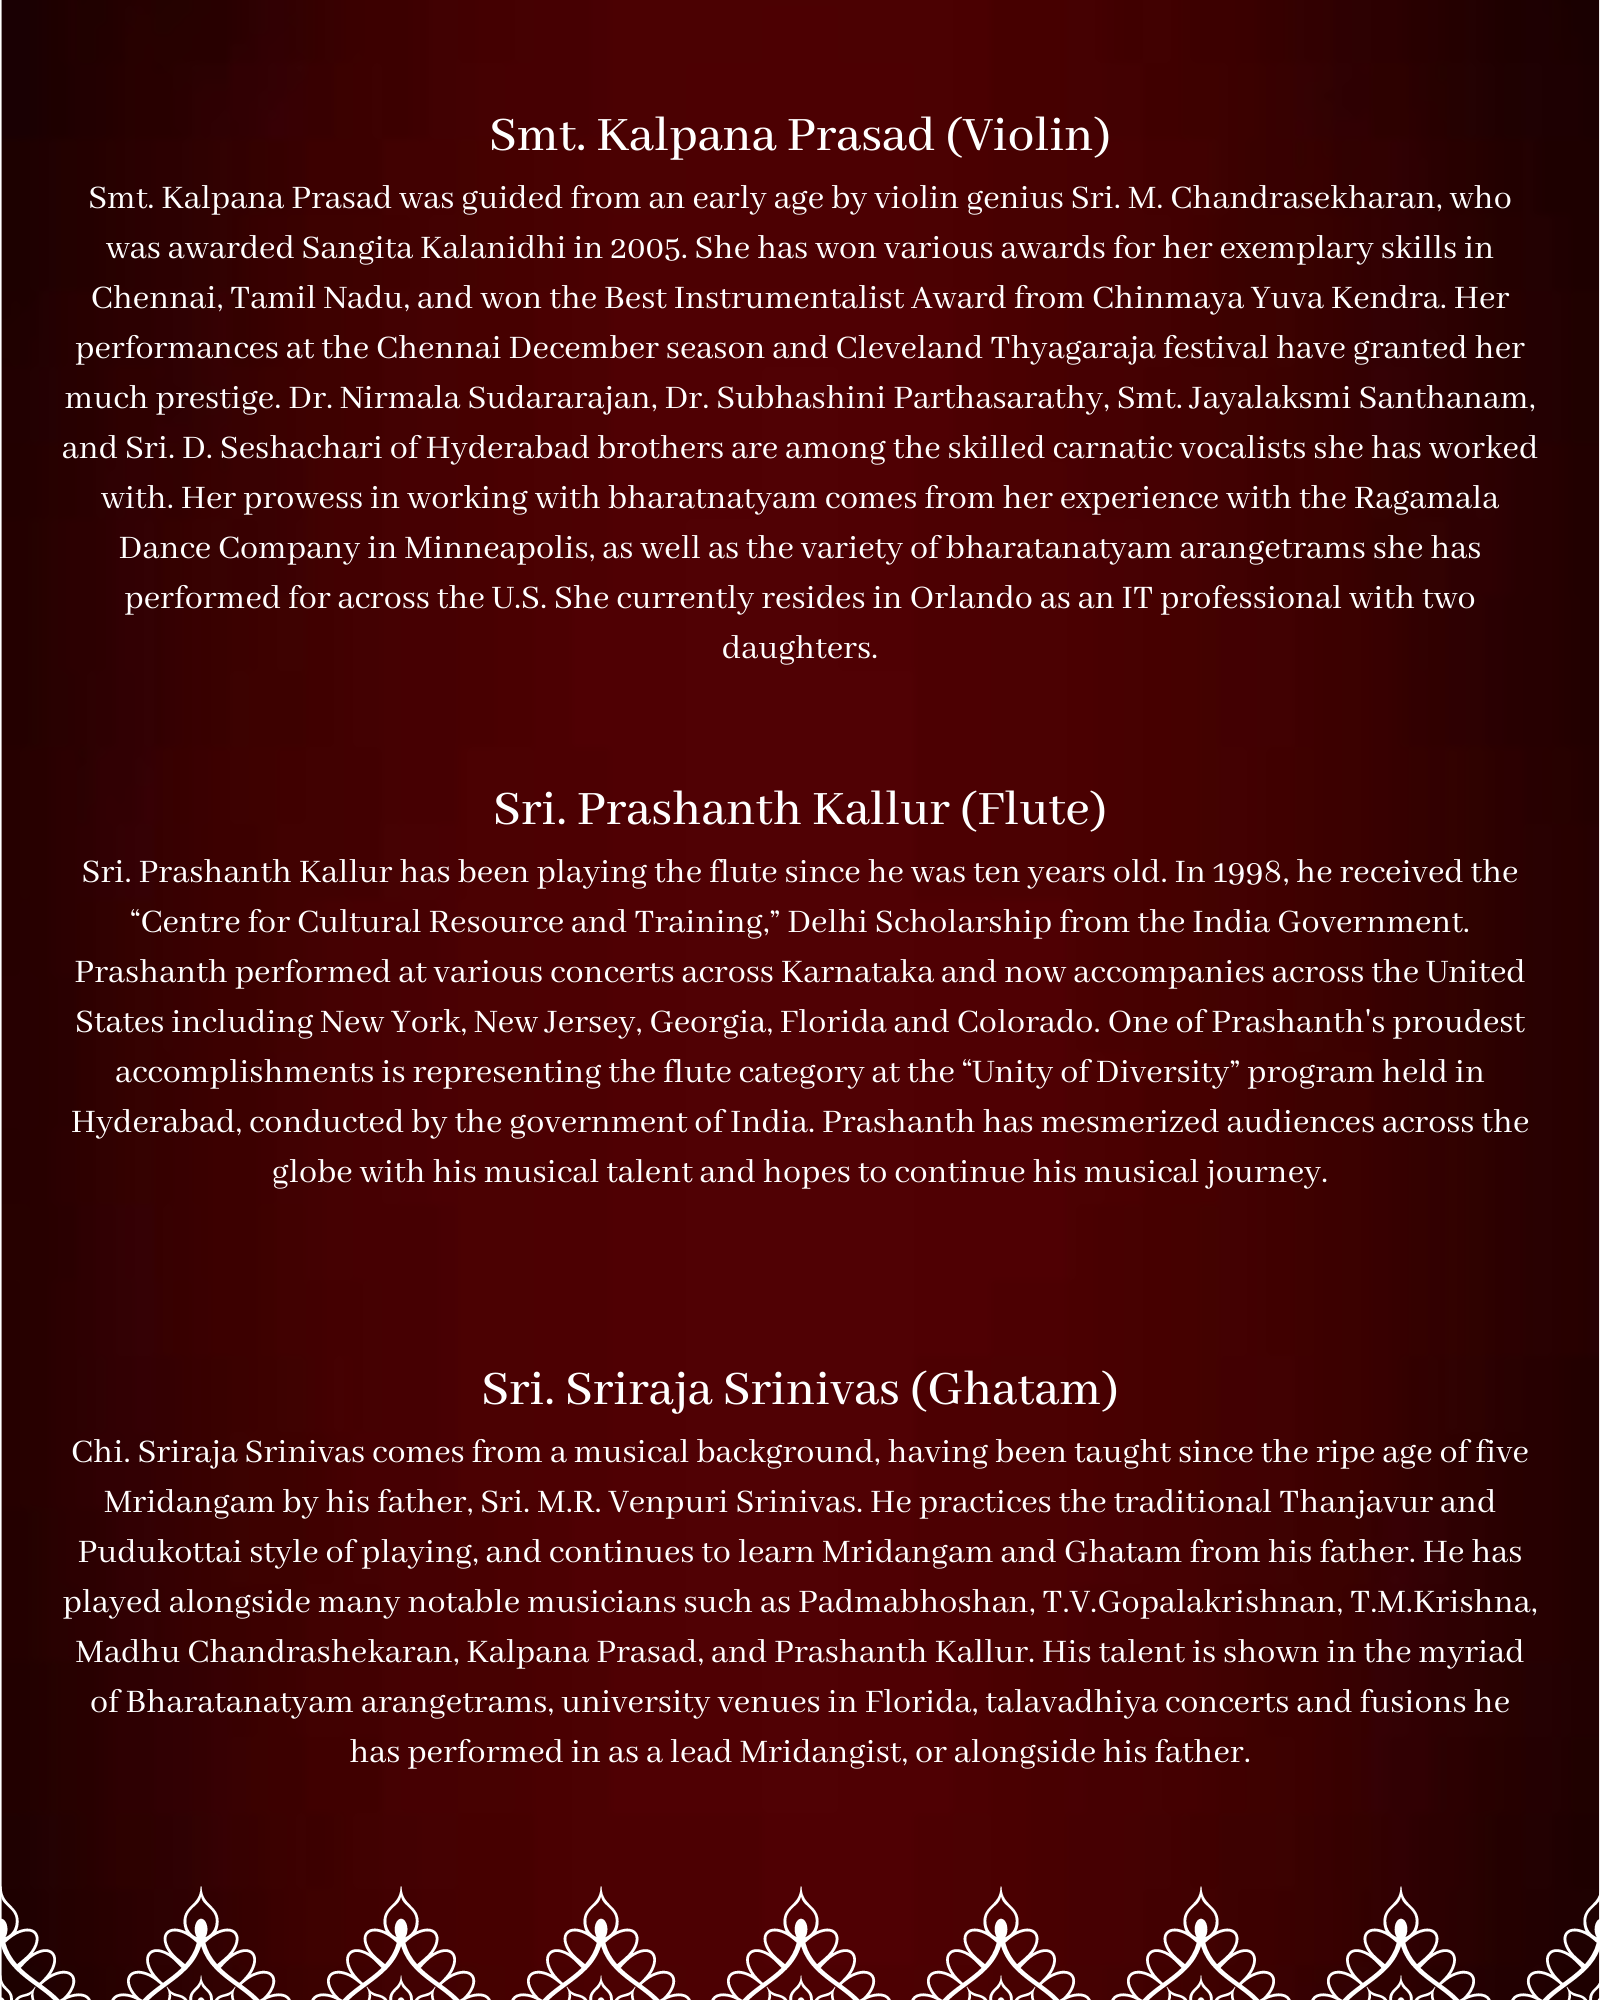 Smt. Kalpana Prasad (Violin)
Smt. Kalpana Prasad was guided from an early age by violin genius Sri. M. Chandrasekharan, who
was awarded Sangita Kalanidhi in 2005. She has won various awards for her exemplary skills in
Chennai, Tamil Nadu, and won the Best Instrumentalist Award from Chinmaya Yuva Kendra. Her
performances at the Chennai December season and Cleveland Thyagaraja festival have granted her
much prestige. Dr. Nirmala Sudararajan, Dr. Subhashini Parthasarathy, Smt. Jayalaksmi Santhanam,
and Sri. D. Seshachari of Hyderabad brothers are among the skilled carnatic vocalists she has worked
with. Her prowess in working with bharatnatyam comes from her experience with the Ragamala
Dance Company in Minneapolis, as well as the variety of bharatanatyam arangetrams she has
performed for across the U.S. She currently resides in Orlando as an IT professional with two
daughters.
Sri. Prashanth Kallur (Flute)
Sri. Prashanth Kallur has been playing the flute since he was ten years old. In 1998, he received the
“Centre for Cultural Resource and Training,” Delhi Scholarship from the India Government.
Prashanth performed at various concerts across Karnataka and now accompanies across the United
States including New York, New Jersey, Georgia, Florida and Colorado. One of Prashanth's proudest
accomplishments is representing the flute category at the “Unity of Diversity” program held in
Hyderabad, conducted by the government of India. Prashanth has mesmerized audiences across the
globe with his musical talent and hopes to continue his musical journey.
Sri. Sriraja Srinivas (Ghatam)
Chi. Sriraja Srinivas comes from a musical background, having been taught since the ripe age of five
Mridangam by his father, Sri. M.R. Venpuri Srinivas. He practices the traditional Thanjavur and
Pudukottai style of playing, and continues to learn Mridangam and Ghatam from his father. He has
played alongside many notable musicians such as Padmabhoshan, T.V.Gopalakrishnan, T.M.Krishna,
Madhu Chandrashekaran, Kalpana Prasad, and Prashanth Kallur. His talent is shown in the myriad
of Bharatanatyam arangetrams, university venues in Florida, talavadhiya concerts and fusions he
has performed in as a lead Mridangist, or alongside his father.